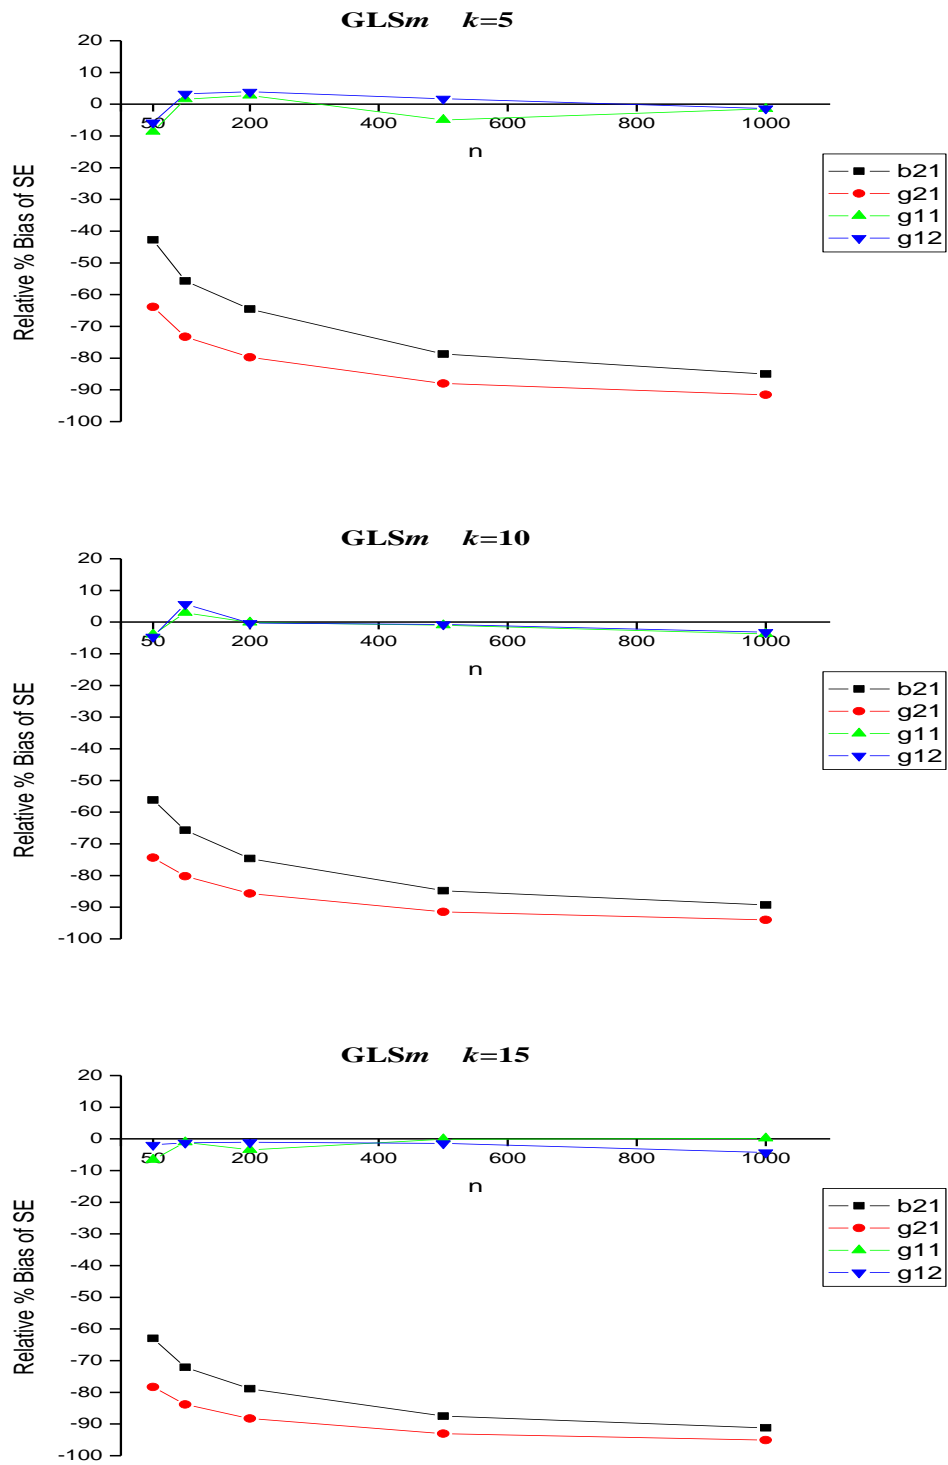 GLSm k=5
20
10
0
-10
-20
-30
-40
-50
-60
-70
-80
-90
-100
Relative % Bias of SE
50 200 400 600 800 1000
n
b21
g21
g11
g12
GLSm k=10
20
10
0
-10
-20
-30
-40
-50
-60
-70
-80
-90
-100
Relative % Bias of SE
50 200 400 600 800 1000
n
b21
g21
g11
g12
GLSm k=15
20
10
0
-10
-20
-30
-40
-50
-60
-70
-80
-90
-100
Relative % Bias of SE
50 200 400 600 800 1000
n
b21
g21
g11
g12